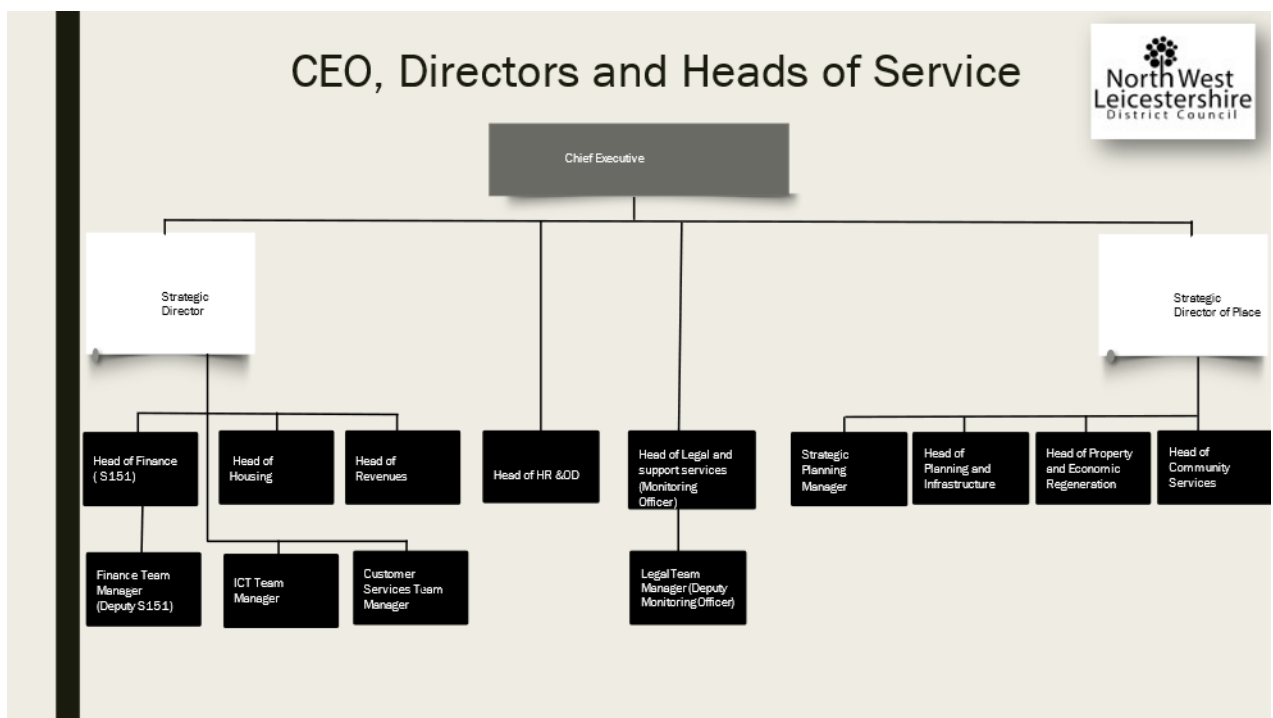 CEO, Directors and Heads of Service
North West
Leicestershire
District Council
Chief Executive
Strategic
Director
Strategic
Director of Place
Head of Finance
( S151)
Head of
Housing
Head of
Revenues
Head of HR &OD
Head of Legal and
support services
(Monitoring
Officer)
Strategic
Planning
Manager
Head of
Planning and
Infrastructure
Head of Property
and Economic
Regeneration
Head of
Community
Services
Finance Team
Manager
(Deputy S151)
ICT Team
Manager
Customer
Services Team
Manager
Legal Team
Manager (Deputy
Monitoring Officer)